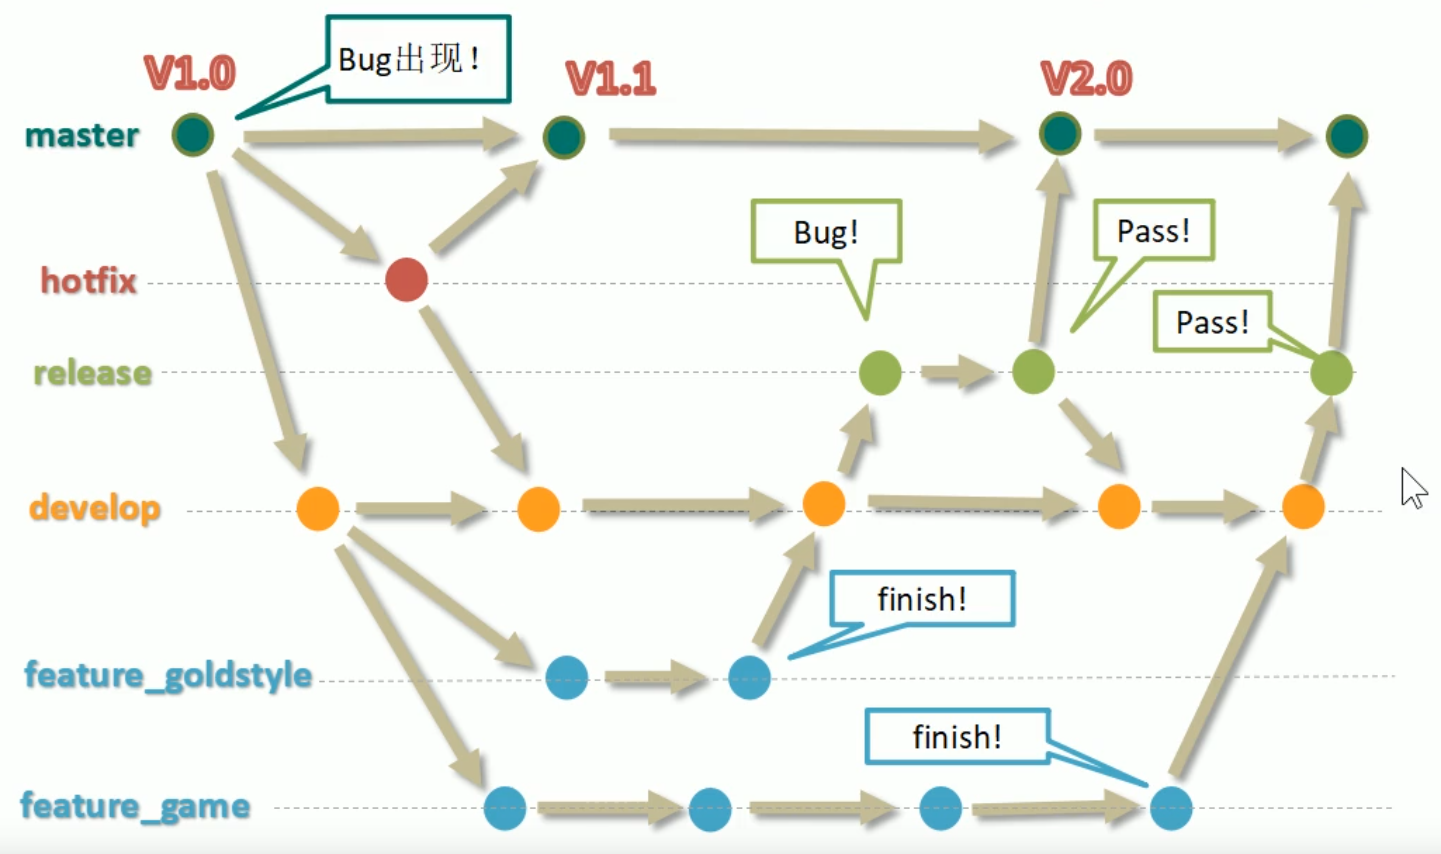 Bug出现！
V1.0
V1.1
V2.0
master
Bug!
Pass!
hotfix
Pass!
release
develop
finish!
feature_goldstyle
finish!
feature_game